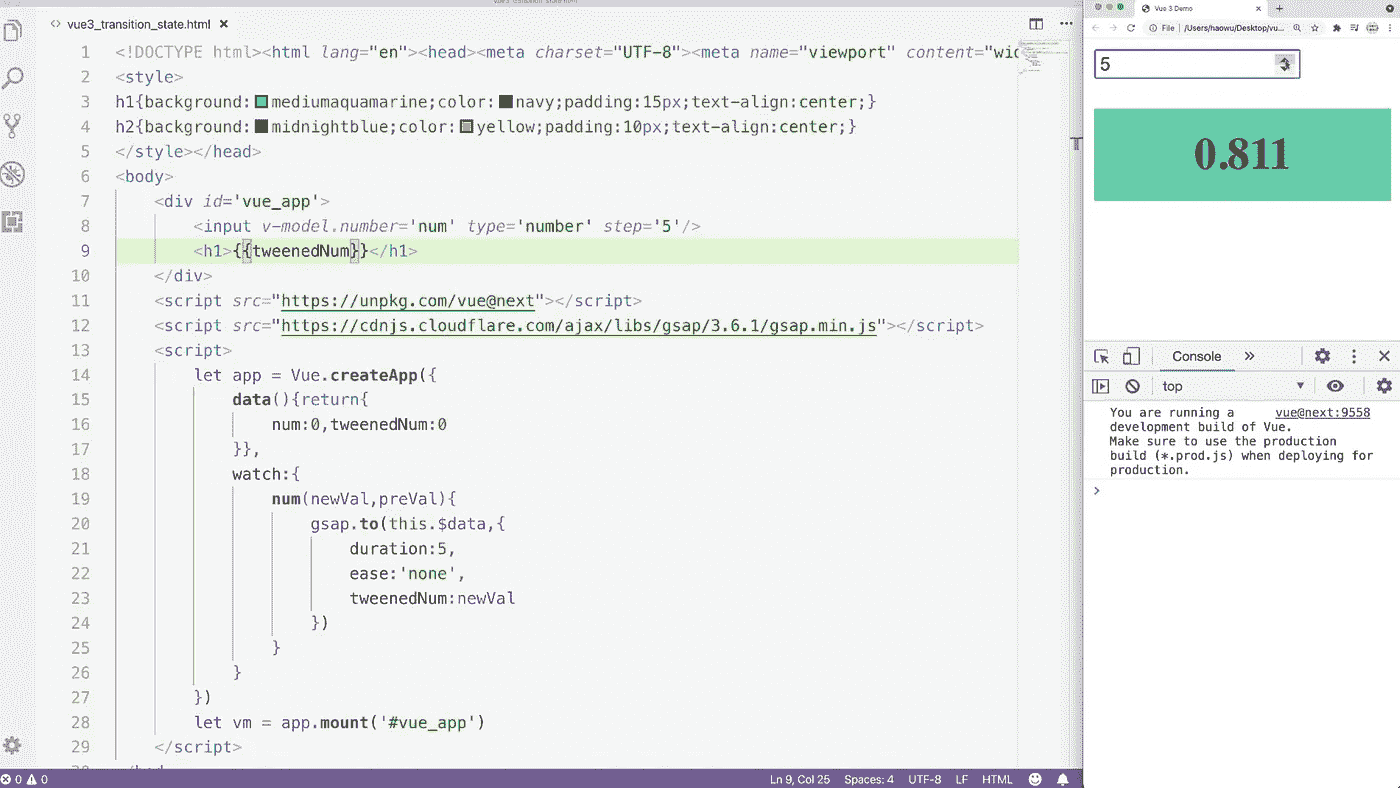 vue3_transition_state.html
vue3_transition_state.html ×
1 <!DOCTYPE html><html lang="en"><head><meta charset="UTF-8"><meta name="viewport" content="wid
2 <style>
3 h1{background:mediumaquamarine;color:navy;padding:15px;text-align:center;}
4 h2{background:midnightblue;color:yellow;padding:10px;text-align:center;}
5 </style></head>
6 <body>
7 <div id='vue_app'>
8 <input v-model.number='num' type='number' step='5'/>
9 <h1>{{tweenedNum}}</h1>
10 </div>
11 <script src="https://unpkg.com/vue@next"></script>
12 <script src="https://cdnjs.cloudflare.com/ajax/libs/gsap/3.6.1/gsap.min.js"></script>
13 <script>
14 let app = Vue.createApp({
15 data(){return{
16 num:0,tweenedNum:0
17 }},
18 watch:{
19 num(newVal,preVal){
20 gsap.to(this.$data,{
21 duration:5,
22 ease:'none',
23 tweenedNum:newVal
24 })
25 }
26 }
27 })
28 let vm = app.mount('#vue_app')
29 </script>
0 0 Ln 9, Col 25 Spaces: 4 UTF-8 LF HTML
Vue 3 Demo
File | /Users/haowu/Desktop/vu...
5
0.811
Console
top
You are running a vue@next:9558
development build of Vue.
Make sure to use the production
build (*.prod.js) when deploying for
production.